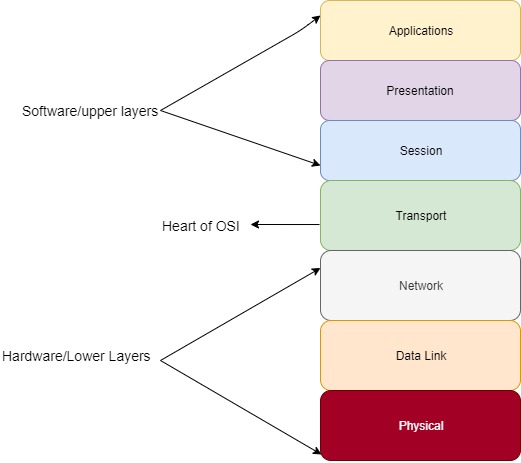 Applications
Presentation
Software/upper layers
Session
Transport
Heart of OSI
Network
Hardware/Lower Layers
Data Link
Physical